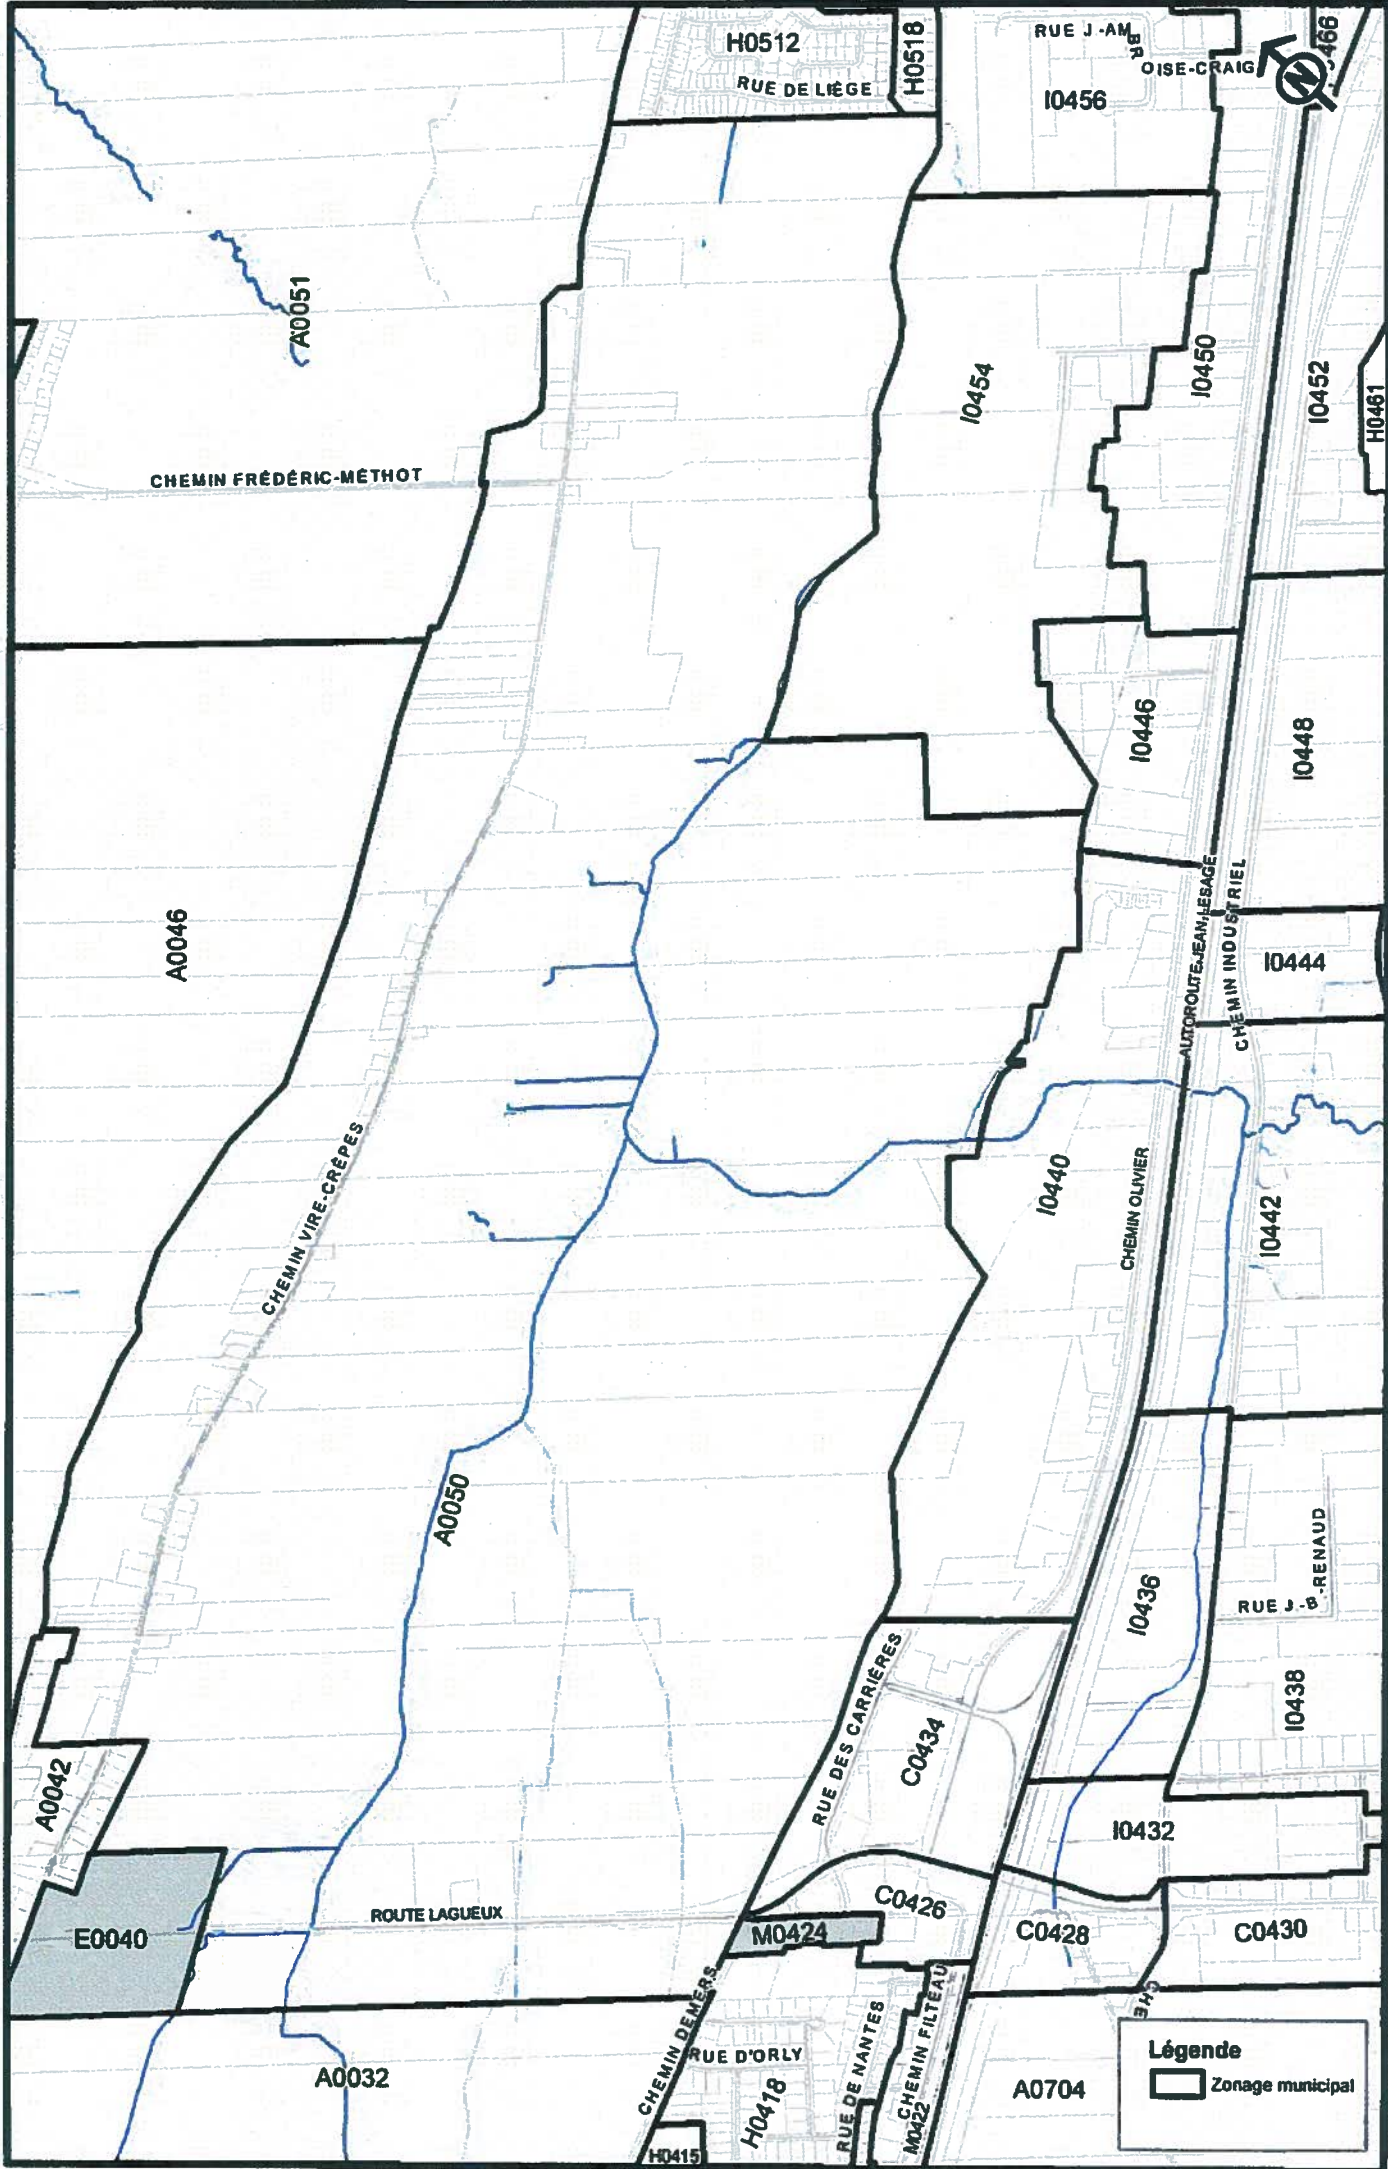 H0512
H0518
RUE J.-AMBROISE-CRAIG
J466
N
RUE DE LIÈGE
I0456
A0051
I0454
I0450
I0452
H0461
CHEMIN FRÉDÉRIC-MÉTHOT
I0446
I0448
A0046
AUTOROUTE JEAN-LESAGE
CHEMIN INDUSTRIEL
I0444
CHEMIN VIRE-CRÊPES
I0440
CHEMIN OLIVIER
I0442
A0050
I0436
RUE J.-B.-RENAUD
RUE DES CARRIÈRES
C0434
I0438
A0042
I0432
E0040
ROUTE LAGUEUX
C0426
M0424
C0428
C0430
CHEMIN DEMERS
RUE DE NANTES
CHEMIN FILTEAU
CHE
RUE D'ORLY
A0032
H0418
M0422
A0704
H0415
Légende
Zonage municipal